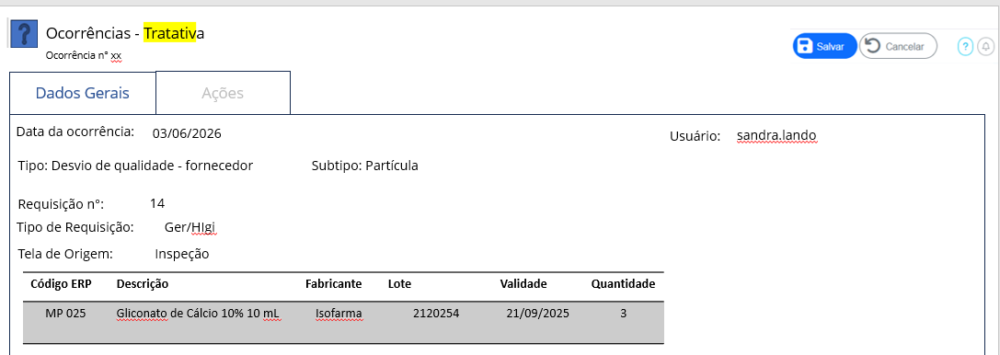 Ocorrências - Tratativa
Ocorrência n° xx
Salvar Cancelar ?
Dados Gerais Ações
Data da ocorrência: 03/06/2026 Usuário: sandra.lando
Tipo: Desvio de qualidade - fornecedor Subtipo: Partícula
Requisição n°: 14
Tipo de Requisição: Ger/HIgi
Tela de Origem: Inspeção
Código ERP Descrição Fabricante Lote Validade Quantidade
MP 025 Gliconato de Cálcio 10% 10 mL Isofarma 2120254 21/09/2025 3